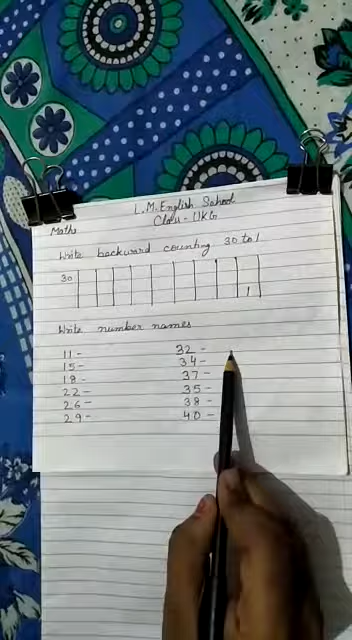 L.M.English School
Class - UKG
Maths
Write backward counting 30 to 1
30
1
Write number names
11 - 32 -
15 - 34 -
18 - 37 -
22 - 35 -
26 - 38 -
29 - 40 -